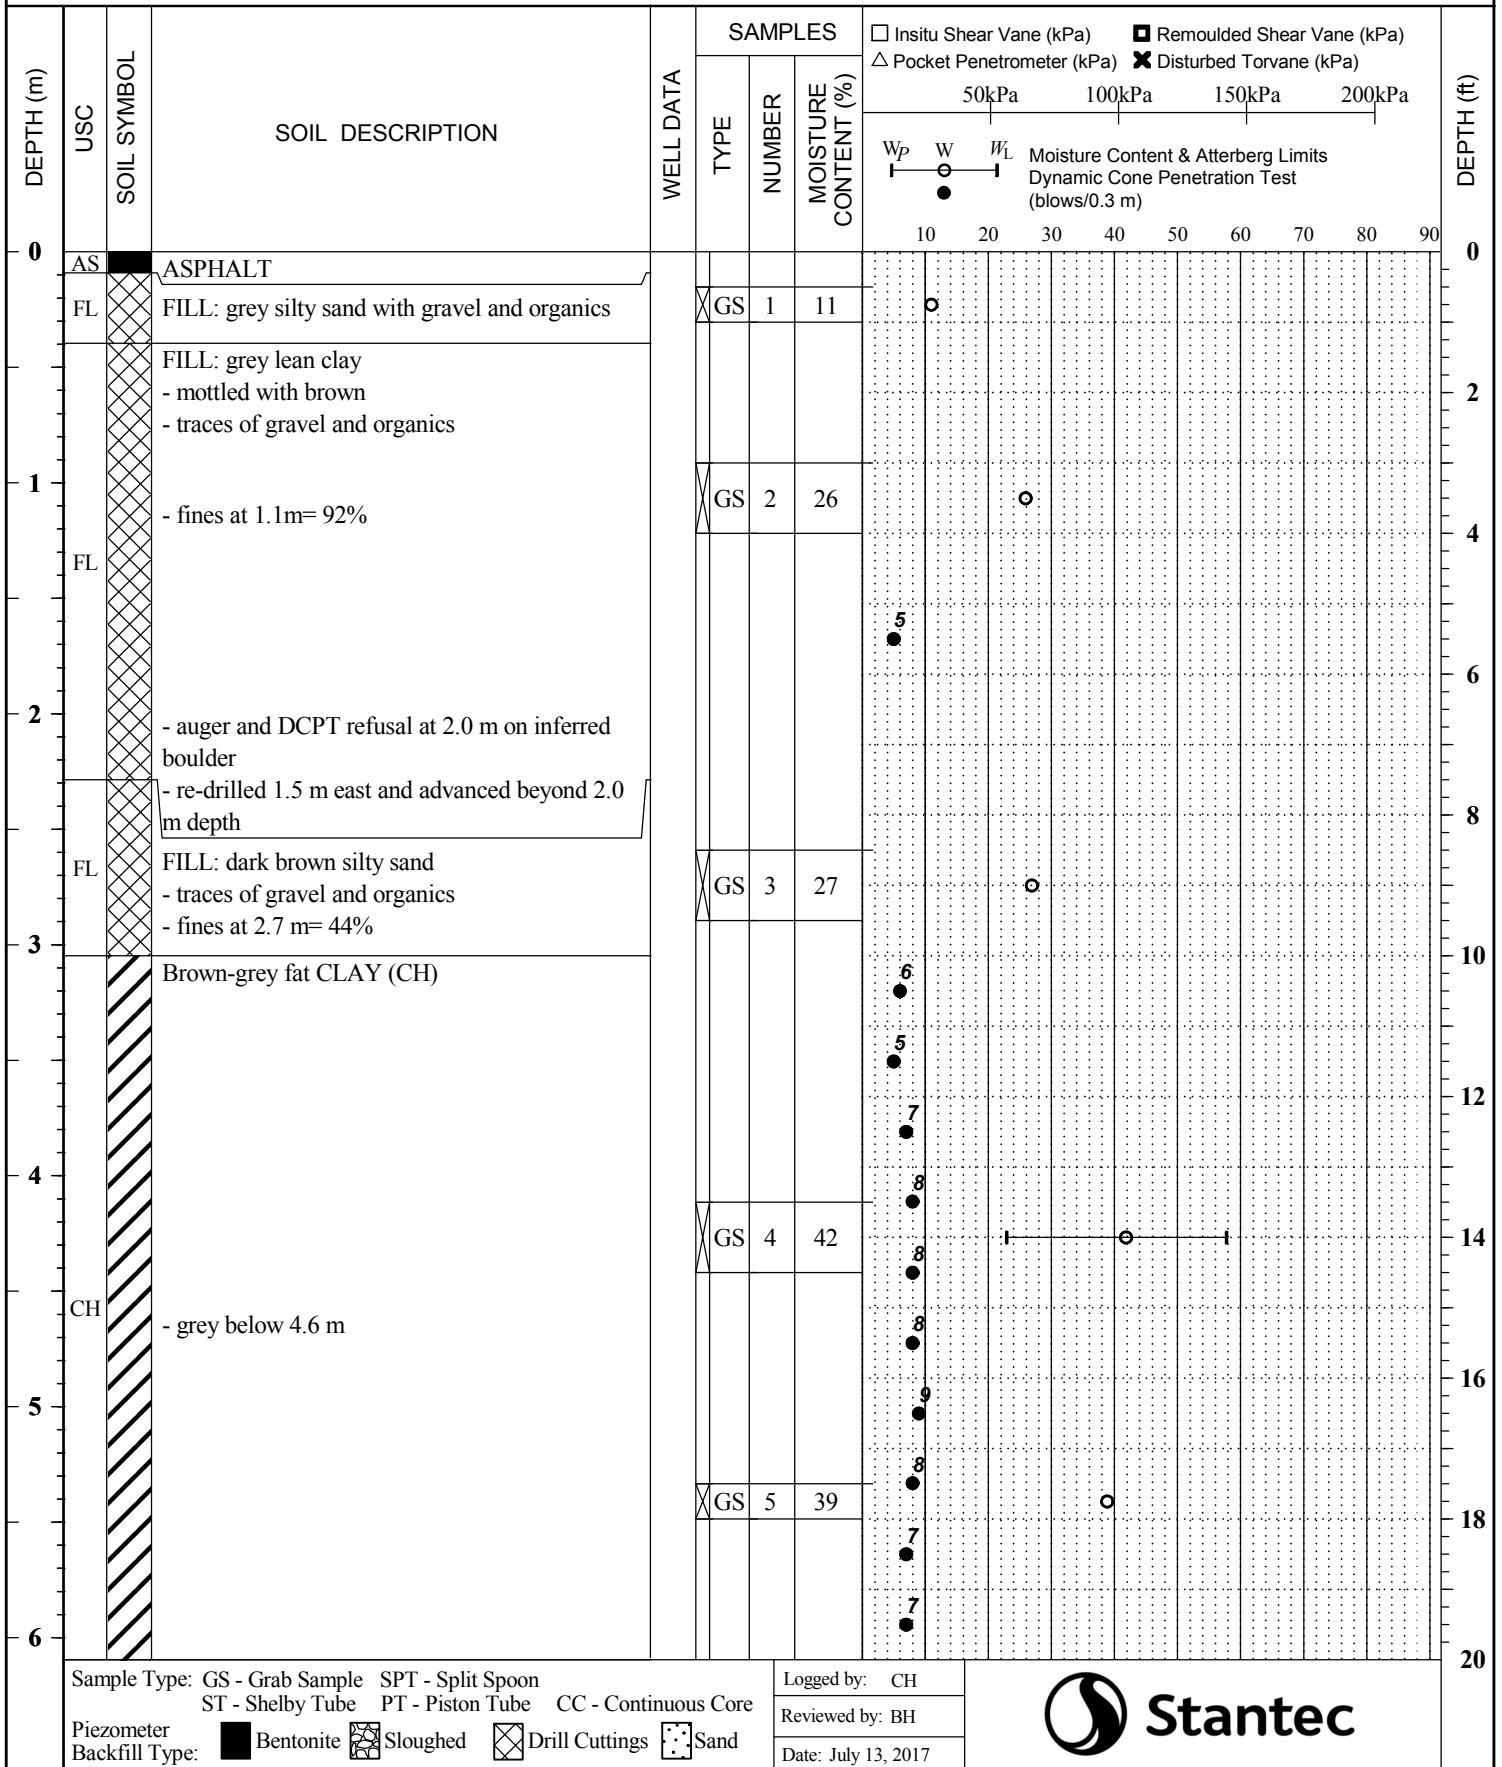 DEPTH (m)
USC
SOIL SYMBOL
SOIL DESCRIPTION
WELL DATA
SAMPLES
TYPE
NUMBER
MOISTURE CONTENT (%)
Insitu Shear Vane (kPa)
Remoulded Shear Vane (kPa)
Pocket Penetrometer (kPa)
Disturbed Torvane (kPa)
50kPa 100kPa 150kPa 200kPa
WP W WL
Moisture Content & Atterberg Limits
Dynamic Cone Penetration Test
(blows/0.3 m)
10 20 30 40 50 60 70 80 90
DEPTH (ft)
0
AS
ASPHALT
0
FL
FILL: grey silty sand with gravel and organics
GS 1 11
FILL: grey lean clay
- mottled with brown
2
- traces of gravel and organics
1
GS 2 26
- fines at 1.1m= 92%
4
FL
5
6
2
- auger and DCPT refusal at 2.0 m on inferred
boulder
- re-drilled 1.5 m east and advanced beyond 2.0
m depth
8
FL
FILL: dark brown silty sand
GS 3 27
- traces of gravel and organics
- fines at 2.7 m= 44%
3
10
Brown-grey fat CLAY (CH)
6
5
12
7
4
8
GS 4 42
14
8
CH
- grey below 4.6 m
8
16
9
5
8
GS 5 39
18
7
7
6
20
Sample Type: GS - Grab Sample SPT - Split Spoon
ST - Shelby Tube PT - Piston Tube CC - Continuous Core
Piezometer
Backfill Type:
Bentonite Sloughed Drill Cuttings Sand
Logged by: CH
Reviewed by: BH
Date: July 13, 2017
Stantec